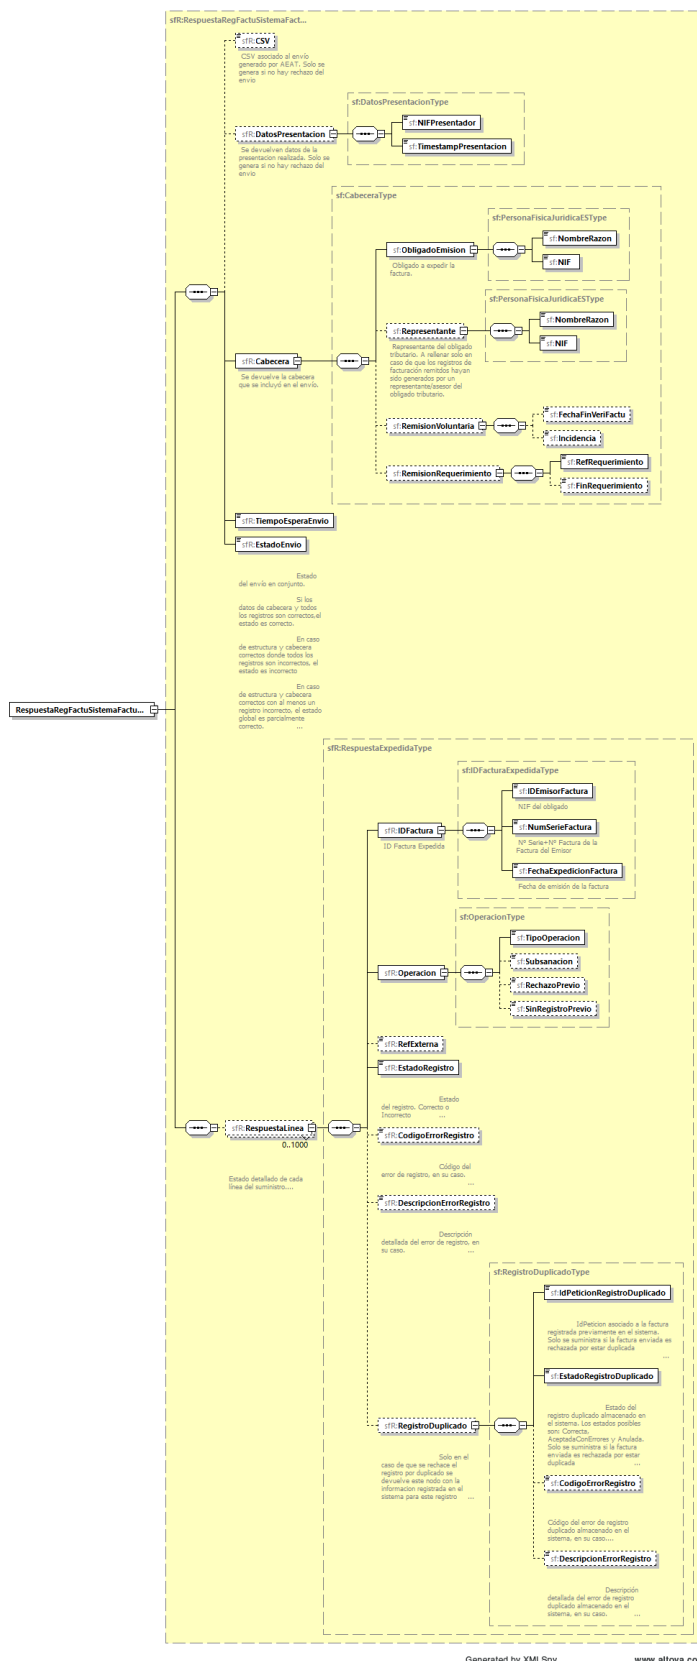 sfR:RespuestaRegFactuSistemaFact...
sfR:CSV
CSV asociado al envío
generado por AEAT. Solo se
genera si no hay rechazo del
envio
sf:DatosPresentacionType
sfR:DatosPresentacion
Se devuelven datos de la
presentacion realizada. Solo se
genera si no hay rechazo del
envio
sf:NIFPresentador
sf:TimestampPresentacion
sf:CabeceraType
sf:PersonaFisicaJuridicaESType
sf:ObligadoEmision
Obligado a expedir la
factura.
sf:NombreRazon
sf:NIF
sf:PersonaFisicaJuridicaESType
sf:Representante
Representante del obligado
tributario. A rellenar solo en
caso de que los registros de
facturación remitdos hayan
sido generados por un
representante/asesor del
obligado tributario.
sf:NombreRazon
sf:NIF
sfR:Cabecera
Se devuelve la cabecera
que se incluyó en el envío.
sf:RemisionVoluntaria
sf:FechaFinVeriFactu
sf:Incidencia
sf:RemisionRequerimiento
sf:RefRequerimiento
sf:FinRequerimiento
sfR:TiempoEsperaEnvio
sfR:EstadoEnvio
Estado
del envío en conjunto.
Si los
datos de cabecera y todos
los registros son correctos,el
estado es correcto.
En caso
de estructura y cabecera
correctos donde todos los
registros son incorrectos, el
estado es incorrecto
En caso
de estructura y cabecera
correctos con al menos un
registro incorrecto, el estado
global es parcialmente
correcto. ...
RespuestaRegFactuSistemaFactu...
sfR:RespuestaExpedidaType
sf:IDFacturaExpedidaType
sfR:IDFactura
ID Factura Expedida
sf:IDEmisorFactura
NIF del obligado
sf:NumSerieFactura
Nº Serie+Nº Factura de la
Factura del Emisor
sf:FechaExpedicionFactura
Fecha de emisión de la factura
sf:OperacionType
sfR:Operacion
sf:TipoOperacion
sf:Subsanacion
sf:RechazoPrevio
sf:SinRegistroPrevio
sfR:RefExterna
sfR:EstadoRegistro
Estado
del registro. Correcto o
Incorrecto ...
sfR:RespuestaLinea
0..1000
Estado detallado de cada
línea del suministro....
sfR:CodigoErrorRegistro
Código del
error de registro, en su caso.
...
sfR:DescripcionErrorRegistro
Descripción
detallada del error de registro, en
su caso. ...
sf:RegistroDuplicadoType
sf:IdPeticionRegistroDuplicado
IdPeticion asociado a la factura
registrada previamente en el sistema.
Solo se suministra si la factura enviada es
rechazada por estar duplicada
...
sf:EstadoRegistroDuplicado
Estado del
registro duplicado almacenado en
el sistema. Los estados posibles
son: Correcta,
AceptadaConErrores y Anulada.
Solo se suministra si la factura
enviada es rechazada por estar
duplicada ...
sfR:RegistroDuplicado
Solo en el
caso de que se rechace el
registro por duplicado se
devuelve este nodo con la
informacion registrada en el
sistema para este registro ...
sf:CodigoErrorRegistro
Código del error de registro
duplicado almacenado en el
sistema, en su caso....
sf:DescripcionErrorRegistro
Descripción
detallada del error de registro
duplicado almacenado en el
sistema, en su caso. ...
Generated by XMLSpy
www.altova.co